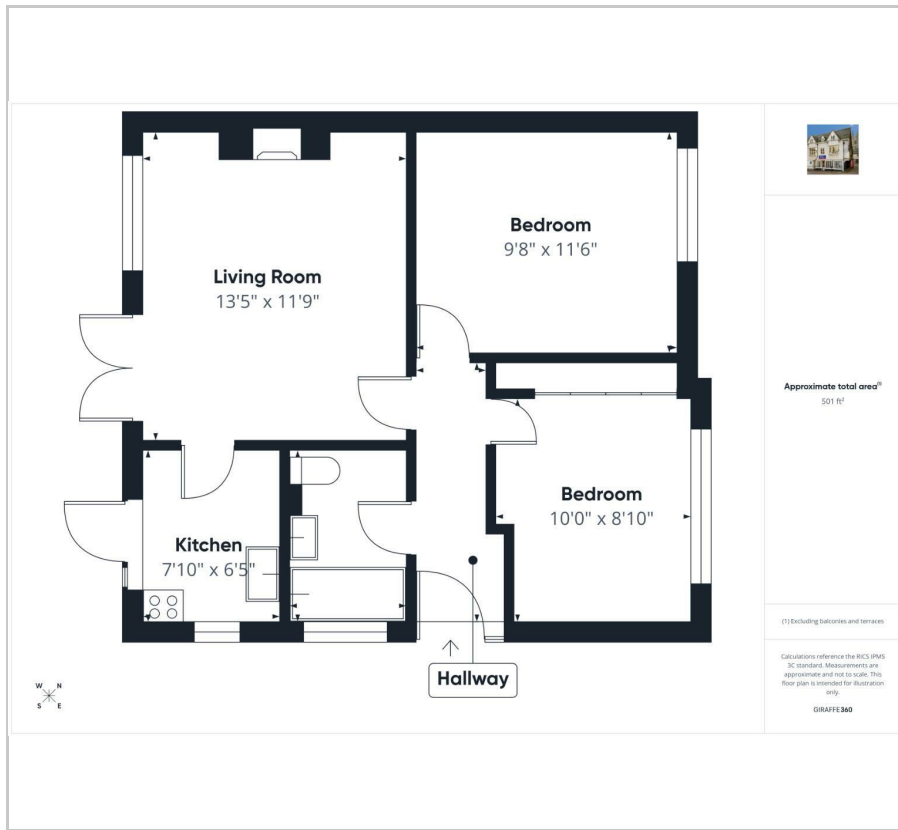 Living Room
13'5" x 11'9"
Bedroom
9'8" x 11'6"
Bedroom
10'0" x 8'10"
Kitchen
7'10" x 6'5"
Hallway
W N
S E
Approximate total area⁽¹⁾
501 ft²
(1) Excluding balconies and terraces
Calculations reference the RICS IPMS
3C standard. Measurements are
approximate and not to scale. This
floor plan is intended for illustration
only.
GIRAFFE360